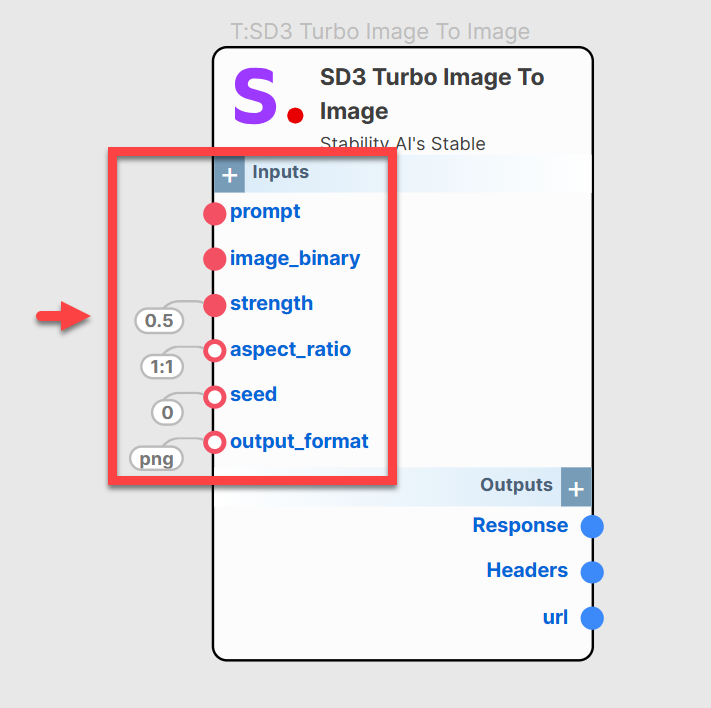 T:SD3 Turbo Image To Image
S.
SD3 Turbo Image To
Image
Stability AI's Stable
+ Inputs
prompt
image_binary
strength
0.5
aspect_ratio
1:1
seed
0
output_format
png
Outputs +
Response
Headers
url